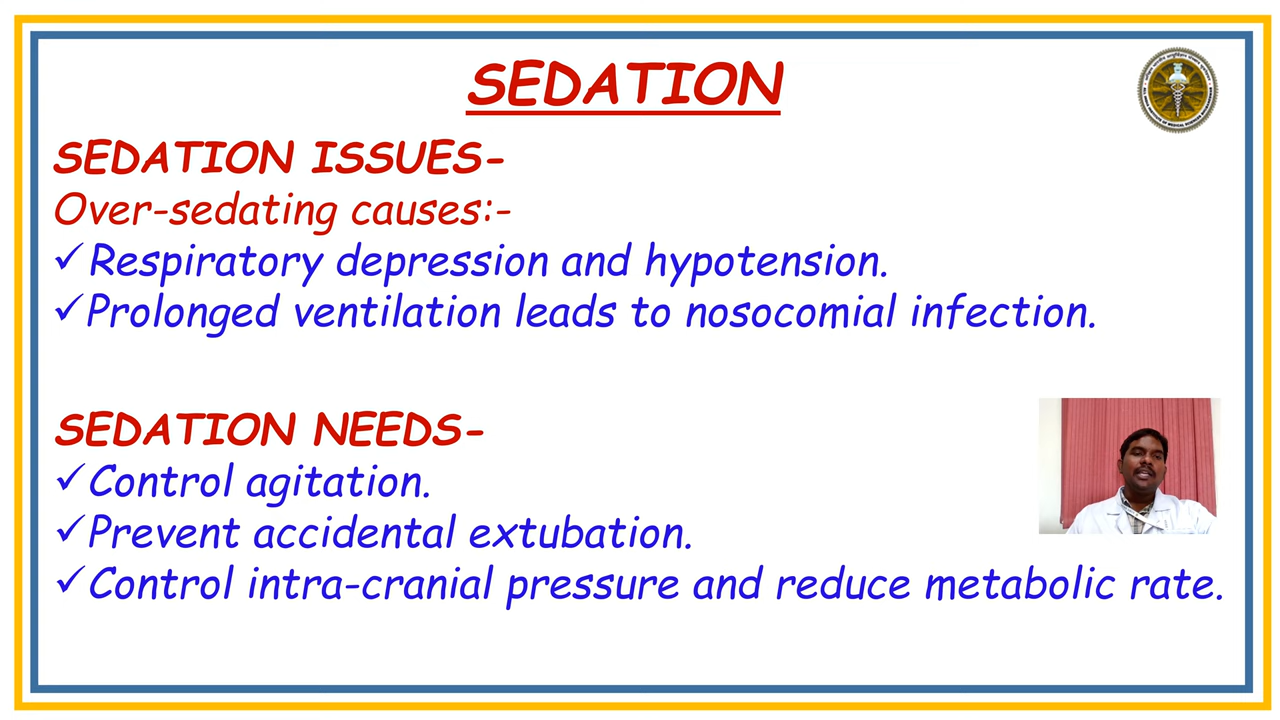 SEDATION
SEDATION ISSUES-
Over-sedating causes:-
✓Respiratory depression and hypotension.
✓Prolonged ventilation leads to nosocomial infection.
SEDATION NEEDS-
✓Control agitation.
✓Prevent accidental extubation.
✓Control intra-cranial pressure and reduce metabolic rate.